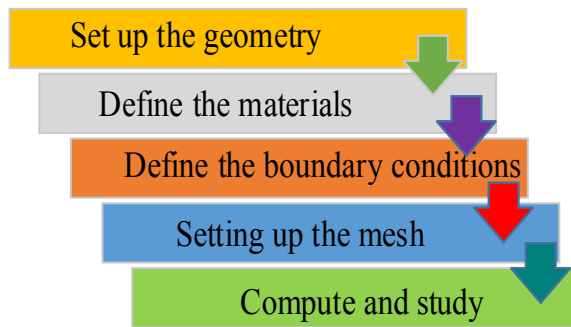 Set up the geometry
Define the materials
Define the boundary conditions
Setting up the mesh
Compute and study